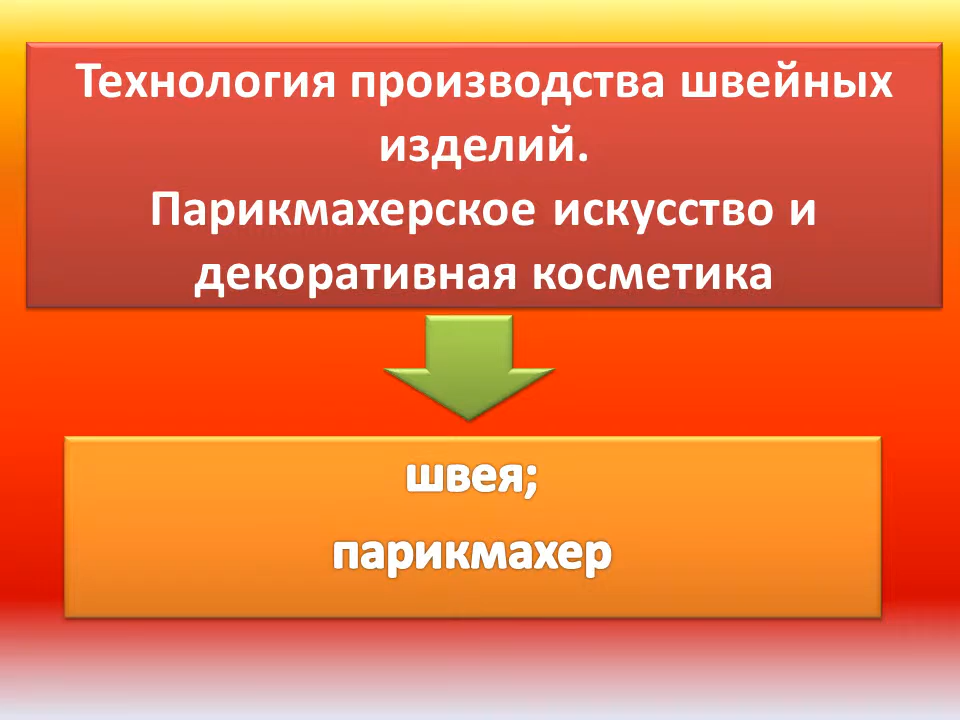 Технология производства швейных
изделий.
Парикмахерское искусство и
декоративная косметика
швея;
парикмахер